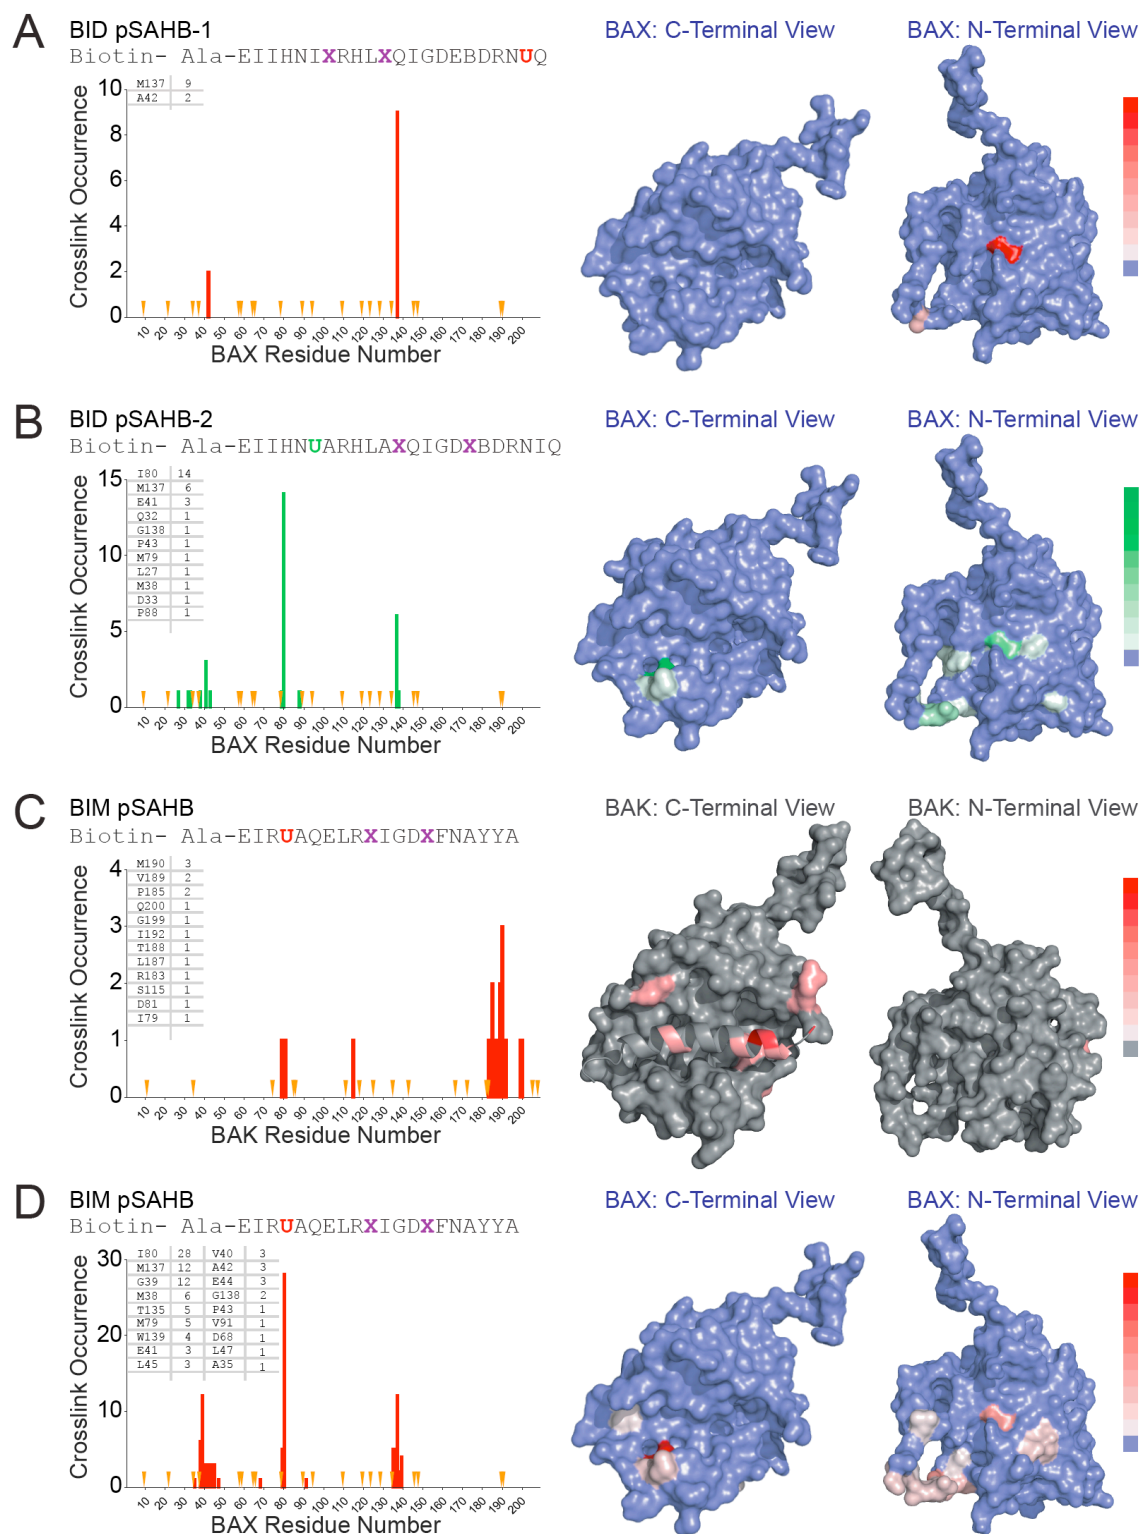 A
BID pSAHB-1
Biotin- Ala-EIIHNIXRHLXQIGDEBDRNUQ
BAX: C-Terminal View
BAX: N-Terminal View
Crosslink Occurrence
10
8
6
4
2
0
M137 9
A42 2
10 20 30 40 50 60 70 80 90 100 110 120 130 140 150 160 170 180 190 200
BAX Residue Number
B
BID pSAHB-2
Biotin- Ala-EIIHNUARHLAXQIGDXBDRNIQ
BAX: C-Terminal View
BAX: N-Terminal View
Crosslink Occurrence
15
10
5
0
I80 14
M137 6
E41 3
Q32 1
G138 1
P43 1
M79 1
L27 1
M38 1
D33 1
P88 1
10 20 30 40 50 60 70 80 90 100 110 120 130 140 150 160 170 180 190 200
BAX Residue Number
C
BIM pSAHB
Biotin- Ala-EIRUAQELRXIGDXFNAYYA
BAK: C-Terminal View
BAK: N-Terminal View
Crosslink Occurrence
4
3
2
1
0
M190 3
V189 2
P185 2
Q200 1
G199 1
I192 1
T188 1
L187 1
R183 1
S115 1
D81 1
I79 1
10 20 30 40 50 60 70 80 90 100 110 120 130 140 150 160 170 180 190 200
BAK Residue Number
D
BIM pSAHB
Biotin- Ala-EIRUAQELRXIGDXFNAYYA
BAX: C-Terminal View
BAX: N-Terminal View
Crosslink Occurrence
30
20
10
0
I80 28 V40 3
M137 12 A42 3
G39 12 E44 3
M38 6 G138 2
T135 5 P43 1
M79 5 V91 1
W139 4 D68 1
E41 3 L47 1
L45 3 A35 1
10 20 30 40 50 60 70 80 90 100 110 120 130 140 150 160 170 180 190 200
BAX Residue Number